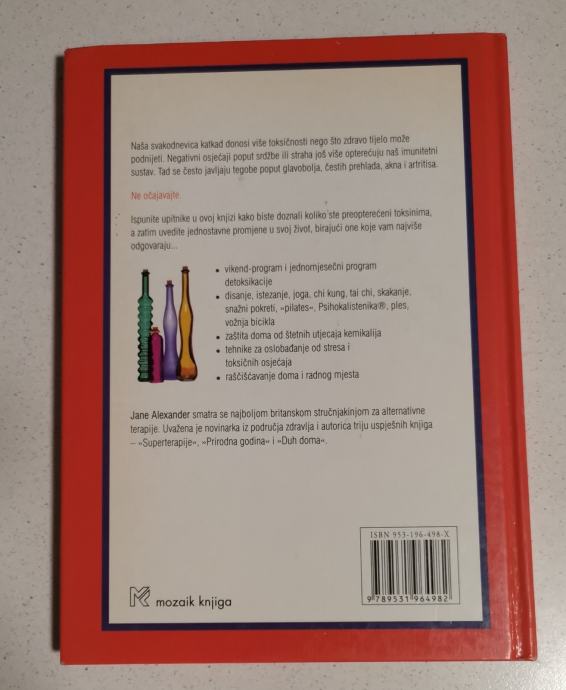 Naša svakodnevica katkad donosi više toksičnosti nego što zdravo tijelo može
podnijeti. Negativni osjećaji poput srdžbe ili straha još više opterećuju naš imunitetni
sustav. Tad se često javljaju tegobe poput glavobolja, čestih prehlada, akna i artritisa.
Ne očajavajte.
Ispunite upitnike u ovoj knjizi kako biste doznali koliko ste preopterećeni toksinima,
a zatim uvedite jednostavne promjene u svoj život, birajući one koje vam najviše
odgovaraju...
• vikend-program i jednomjesečni program
detoksikacije
• disanje, istezanje, joga, chi kung, tai chi, skakanje,
snažni pokreti, »pilates«, Psihokalistenika®, ples,
vožnja bicikla
• zaštita doma od štetnih utjecaja kemikalija
• tehnike za oslobađanje od stresa i
toksičnih osjećaja
• raščišćavanje doma i radnog mjesta
Jane Alexander smatra se najboljom britanskom stručnjakinjom za alternativne
terapije. Uvažena je novinarka iz područja zdravlja i autorica triju uspješnih knjiga
– »Superterapije«, »Prirodna godina« i »Duh doma«.
ISBN 953-196-498-X
9 789531 964982
mozaik knjiga